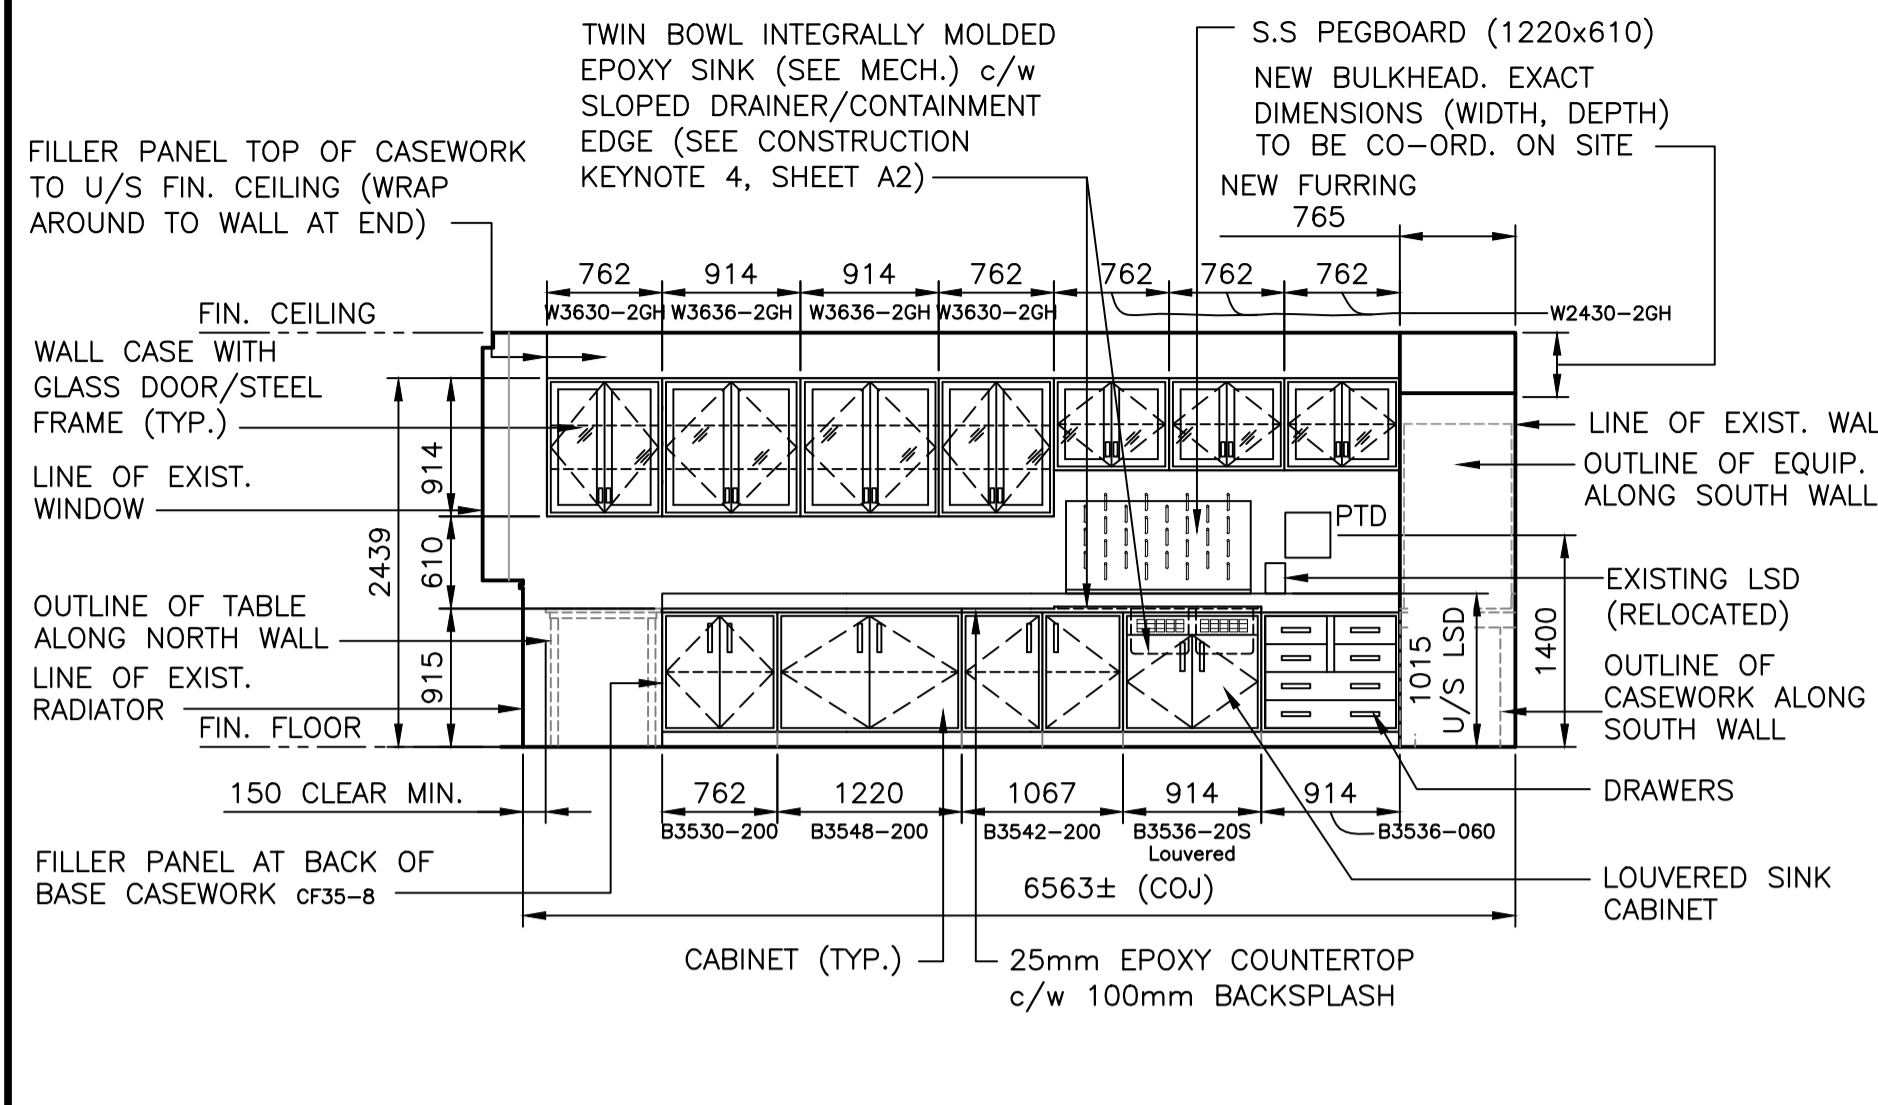 TWIN BOWL INTEGRALLY MOLDED
EPOXY SINK (SEE MECH.) c/w
SLOPED DRAINER/CONTAINMENT
EDGE (SEE CONSTRUCTION
KEYNOTE 4, SHEET A2)
S.S PEGBOARD (1220x610)
NEW BULKHEAD. EXACT
DIMENSIONS (WIDTH, DEPTH)
TO BE CO-ORD. ON SITE
NEW FURRING
765
FILLER PANEL TOP OF CASEWORK
TO U/S FIN. CEILING (WRAP
AROUND TO WALL AT END)
762 914 914 762 762 762 762
W3630-2GH W3636-2GH W3636-2GH W3630-2GH W2430-2GH
FIN. CEILING
WALL CASE WITH
GLASS DOOR/STEEL
FRAME (TYP.)
LINE OF EXIST.
WINDOW
2439
914
610
915
OUTLINE OF TABLE
ALONG NORTH WALL
LINE OF EXIST.
RADIATOR
FIN. FLOOR
150 CLEAR MIN.
FILLER PANEL AT BACK OF
BASE CASEWORK CF35-8
PTD
LINE OF EXIST. WAL
OUTLINE OF EQUIP.
ALONG SOUTH WALL
EXISTING LSD
(RELOCATED)
1015
U/S LSD
1400
OUTLINE OF
CASEWORK ALONG
SOUTH WALL
DRAWERS
762 1220 1067 914 914
B3530-200 B3548-200 B3542-200 B3536-20S B3536-060
Louvered
6563± (COJ)
LOUVERED SINK
CABINET
CABINET (TYP.)
25mm EPOXY COUNTERTOP
c/w 100mm BACKSPLASH